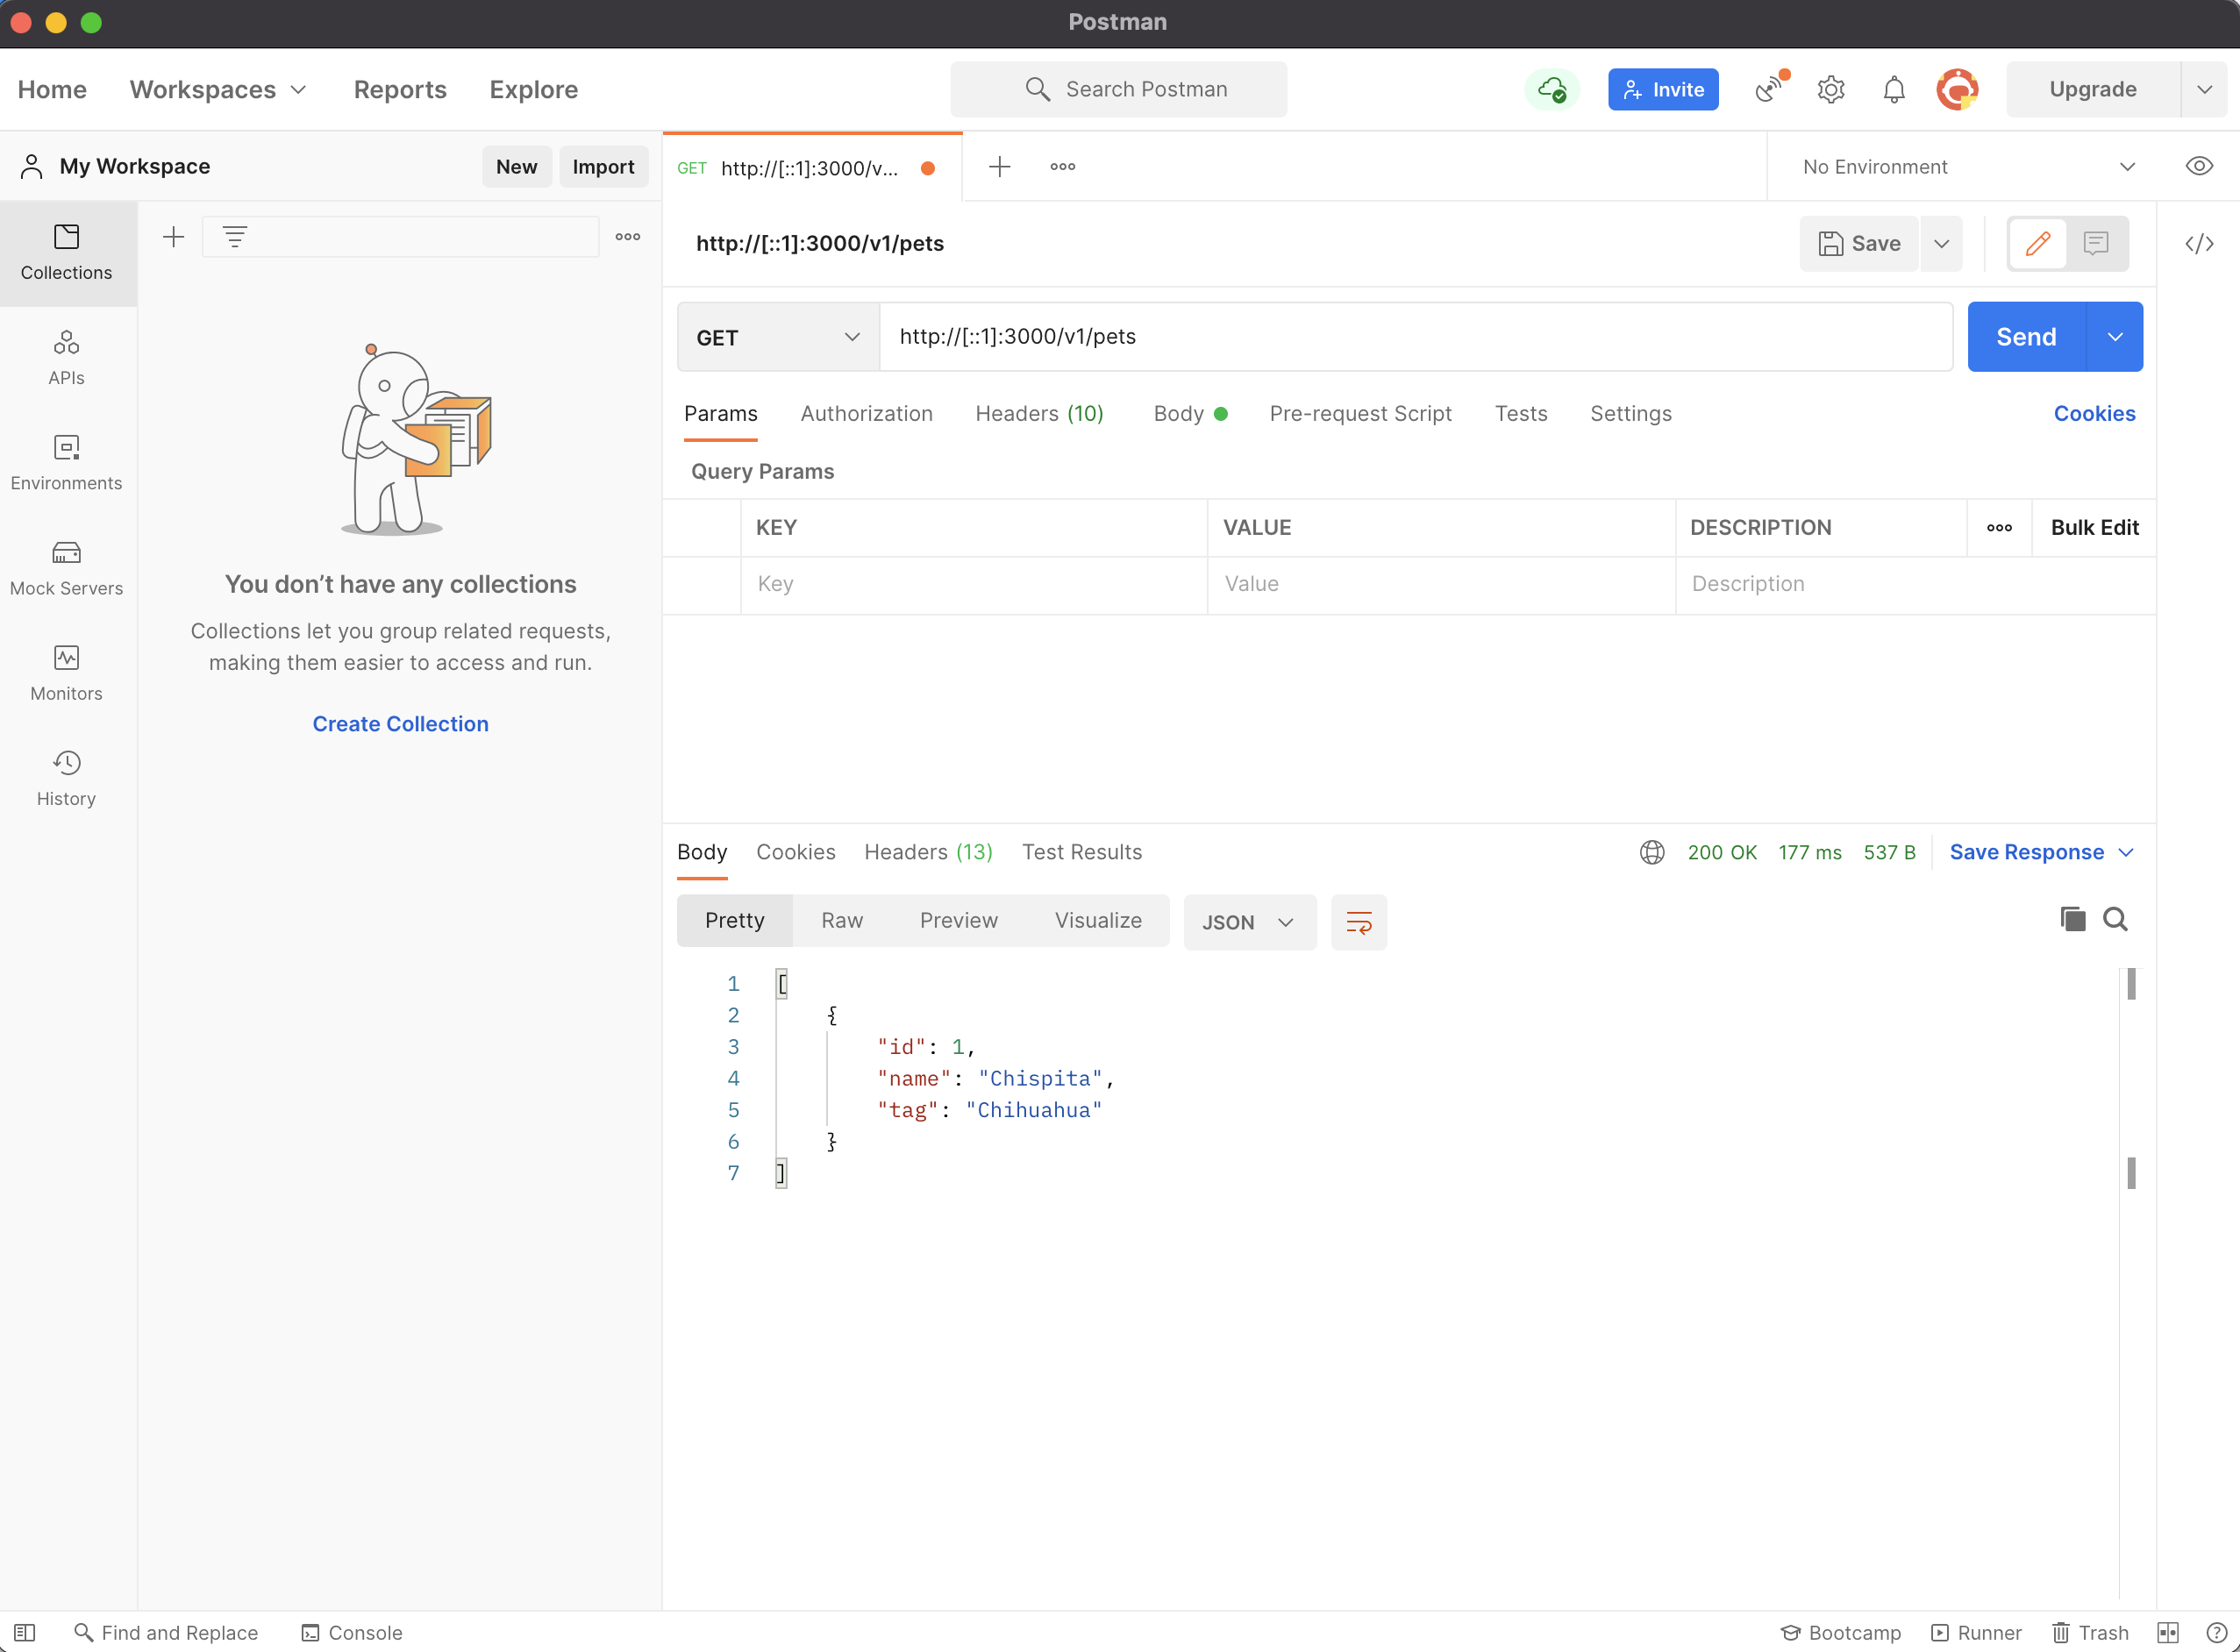 Postman
Home Workspaces Reports Explore Search Postman Invite Upgrade
My Workspace New Import
GET http://[::1]:3000/v... No Environment
Collections
APIs
Environments
Mock Servers
Monitors
History
You don’t have any collections
Collections let you group related requests,
making them easier to access and run.
Create Collection
http://[::1]:3000/v1/pets Save
GET http://[::1]:3000/v1/pets Send
Params Authorization Headers (10) Body Pre-request Script Tests Settings Cookies
Query Params
KEY VALUE DESCRIPTION Bulk Edit
Key Value Description
Body Cookies Headers (13) Test Results 200 OK 177 ms 537 B Save Response
Pretty Raw Preview Visualize JSON
1 [
2 {
3 "id": 1,
4 "name": "Chispita",
5 "tag": "Chihuahua"
6 }
7 ]
Find and Replace Console Bootcamp Runner Trash